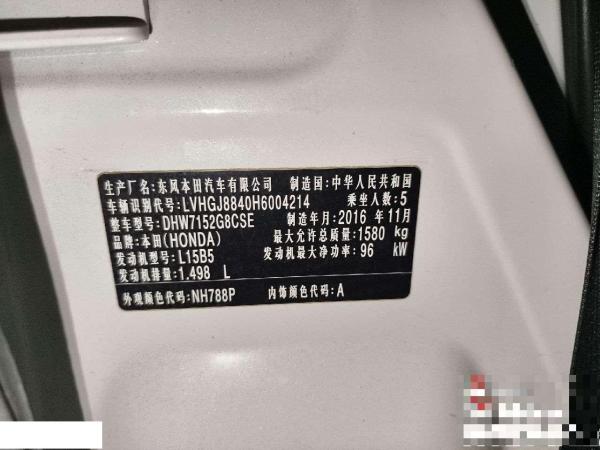 生产厂名:东风本田汽车有限公司 制造国:中华人民共和国
车辆识别代号:LVHGJ8840H6004214 乘坐人数:5
整车型号:DHW7152G8CSE 制造年月:2016 年 11月
品牌:本田(HONDA) 最大允许总质量:1580 kg
发动机型号:L15B5 发动机最大净功率:96 kW
发动机排量:1.498 L
外观颜色代码:NH788P 内饰颜色代码:A